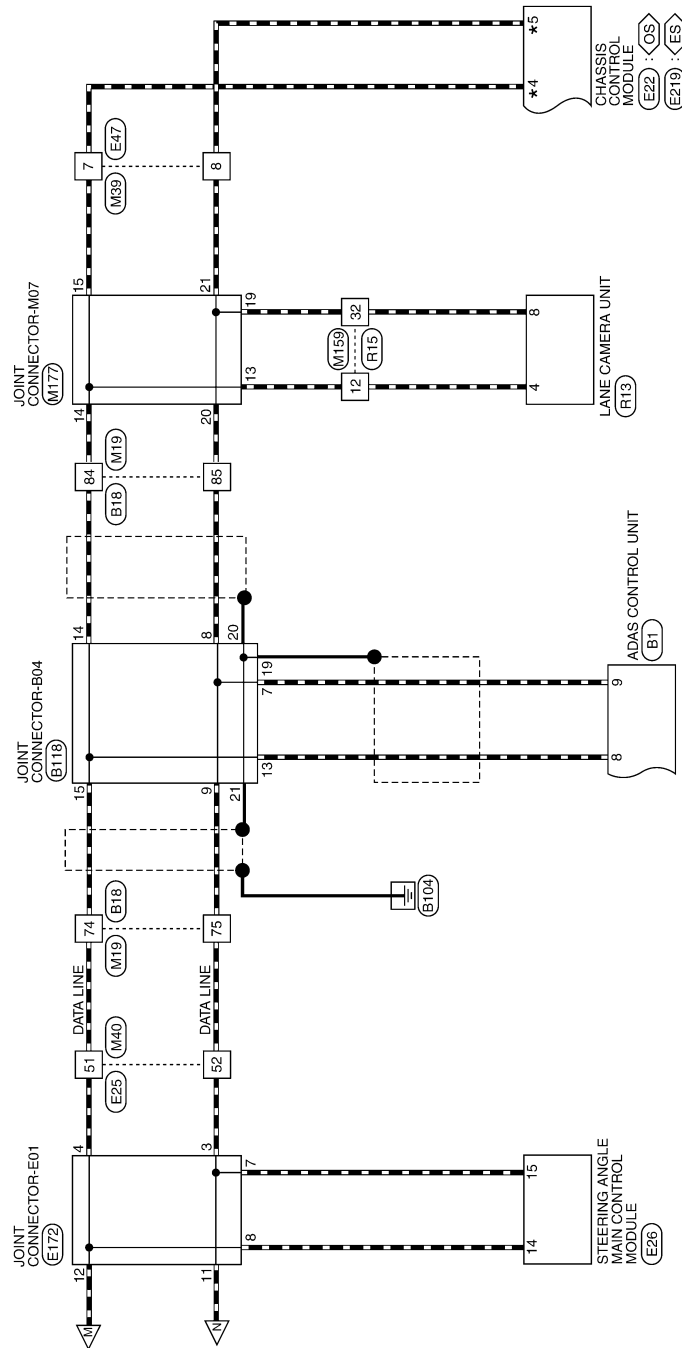 JOINT
CONNECTOR-E01
E172
12
4
11
3
8
7
M
N
51
52
E25
M40
DATA LINE
DATA LINE
14
15
STEERING ANGLE
MAIN CONTROL
MODULE
E26
74
75
M19
B18
B104
JOINT
CONNECTOR-B04
B118
15
14
9
8
21
20
13
7
19
8
9
ADAS CONTROL UNIT
B1
84
85
B18
M19
JOINT
CONNECTOR-M07
M177
14
15
20
21
13
19
12
32
M159
R15
4
8
LANE CAMERA UNIT
R13
7
8
M39
E47
*4
*5
CHASSIS
CONTROL
MODULE
E22 : OS
E219 : ES